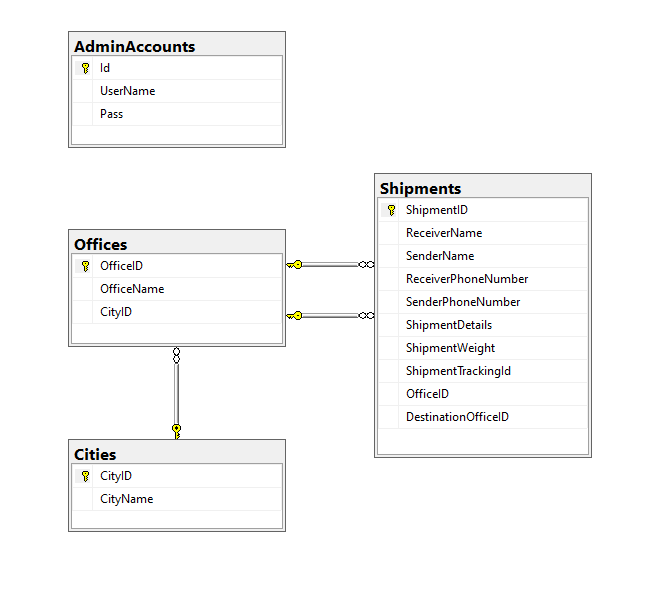 AdminAccounts
Id
UserName
Pass
Offices
OfficeID
OfficeName
CityID
Cities
CityID
CityName
Shipments
ShipmentID
ReceiverName
SenderName
ReceiverPhoneNumber
SenderPhoneNumber
ShipmentDetails
ShipmentWeight
ShipmentTrackingId
OfficeID
DestinationOfficeID